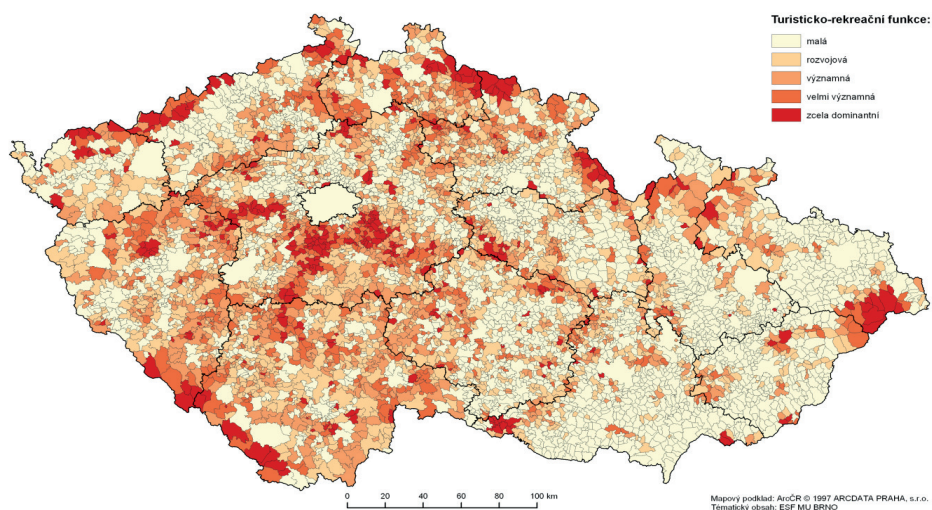 Turisticko-rekreační funkce:
malá
rozvojová
významná
velmi významná
zcela dominantní
0 20 40 60 80 100 km
Mapový podklad: ArcČR © 1997 ARCDATA PRAHA, s.r.o.
Tématický obsah: ESF MU BRNO